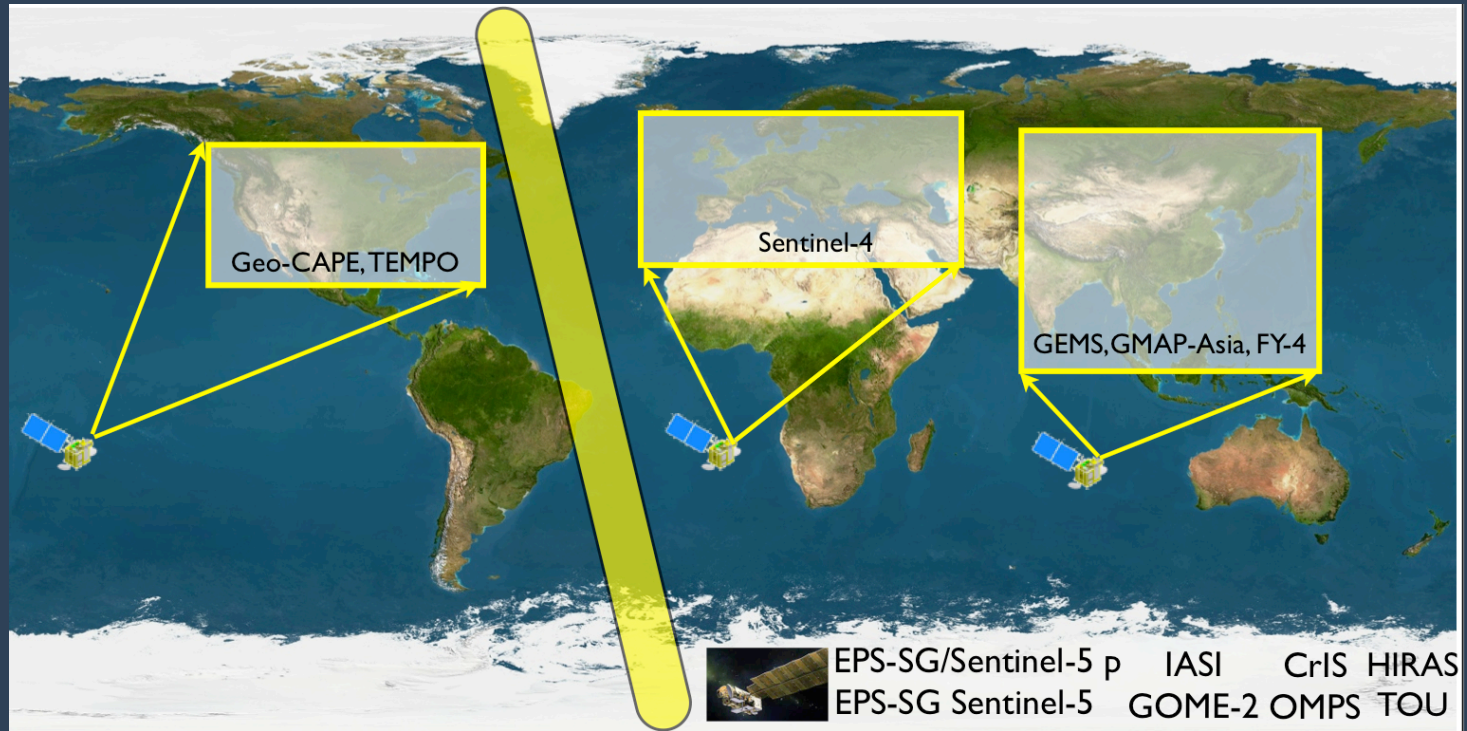 Geo-CAPE, TEMPO
Sentinel-4
GEMS, GMAP-Asia, FY-4
EPS-SG/Sentinel-5 p IASI CrIS HIRAS
EPS-SG Sentinel-5 GOME-2 OMPS TOU